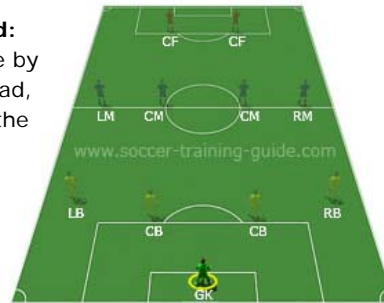 d:
e by
ad,
the
CF CF
LM CM CM RM
www.soccer-training-guide.com
LB CB CB RB
GK